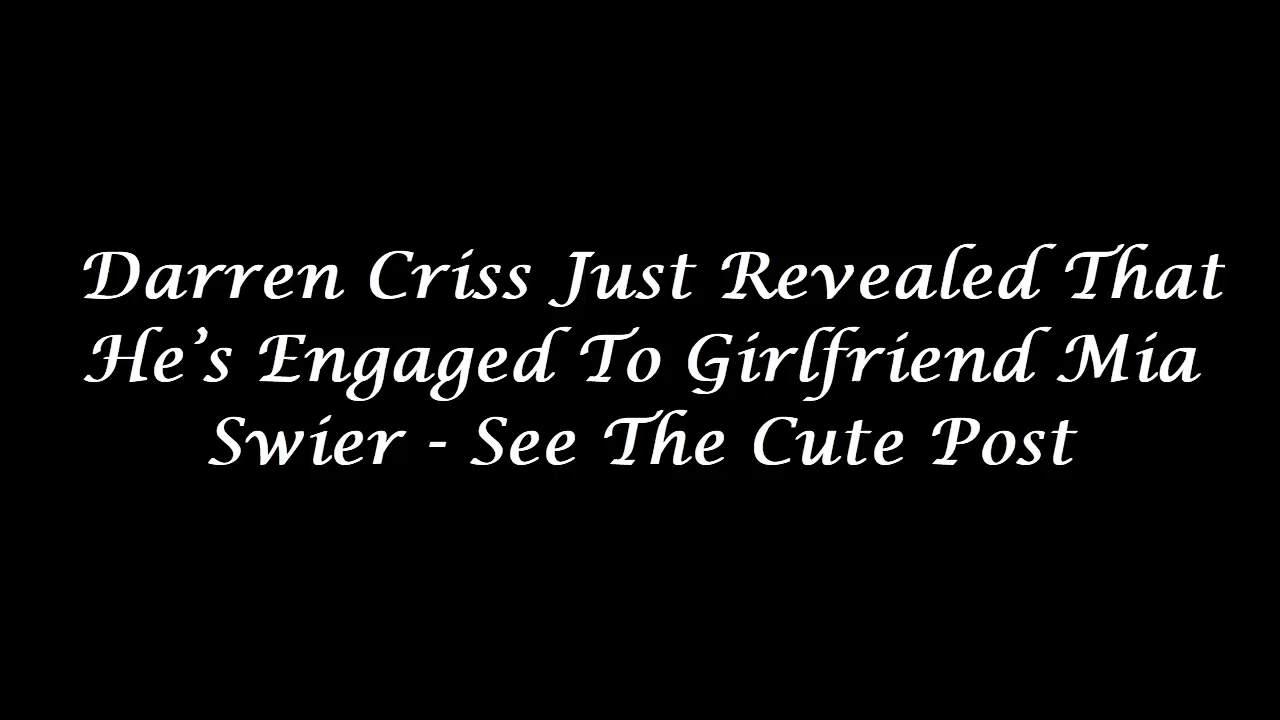 Darren Criss Just Revealed That
He’s Engaged To Girlfriend Mia
Swier - See The Cute Post